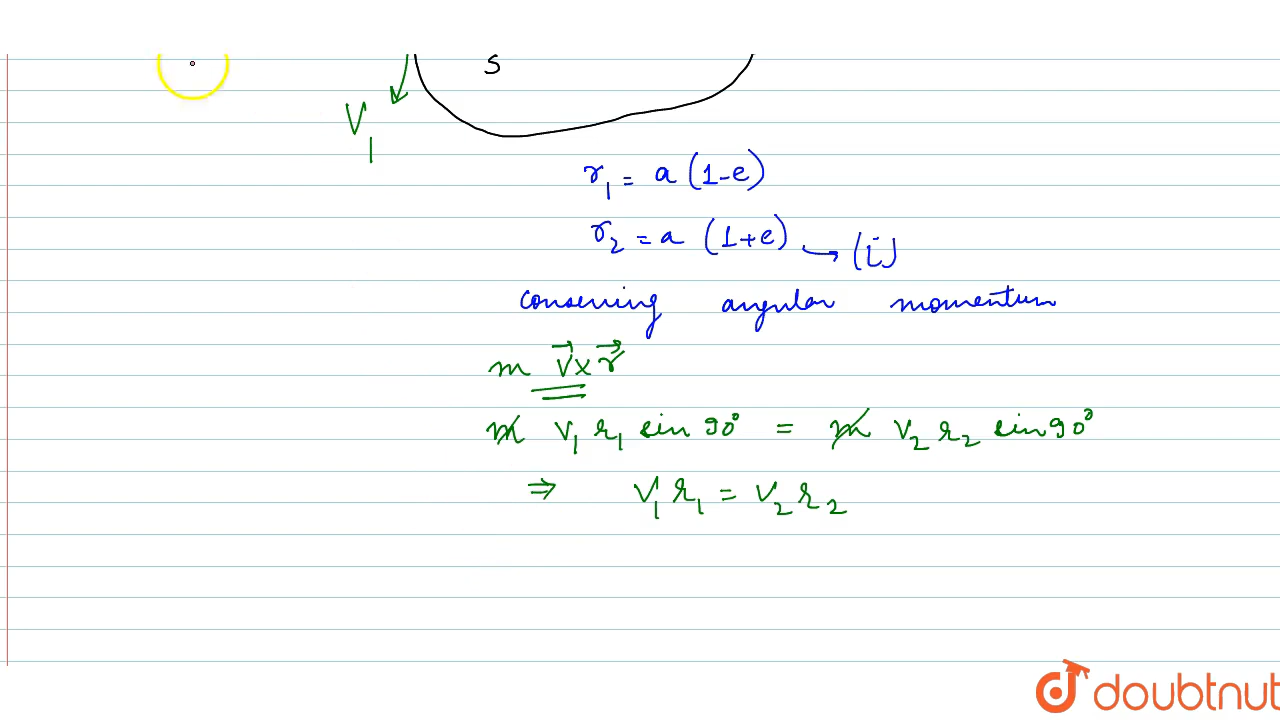 S
V₁
r₁ = a (1-e)
r₂ = a (1+e) → (i)
conserving angular momentum
m V⃗ × r⃗
m v₁ r₁ sin 90° = m v₂ r₂ sin 90°
⇒ v₁ r₁ = v₂ r₂
doubtnut